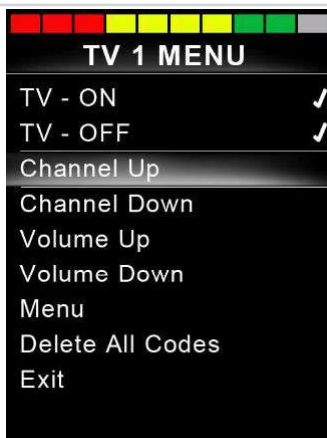 TV 1 MENU
TV - ON
TV - OFF
Channel Up
Channel Down
Volume Up
Volume Down
Menu
Delete All Codes
Exit